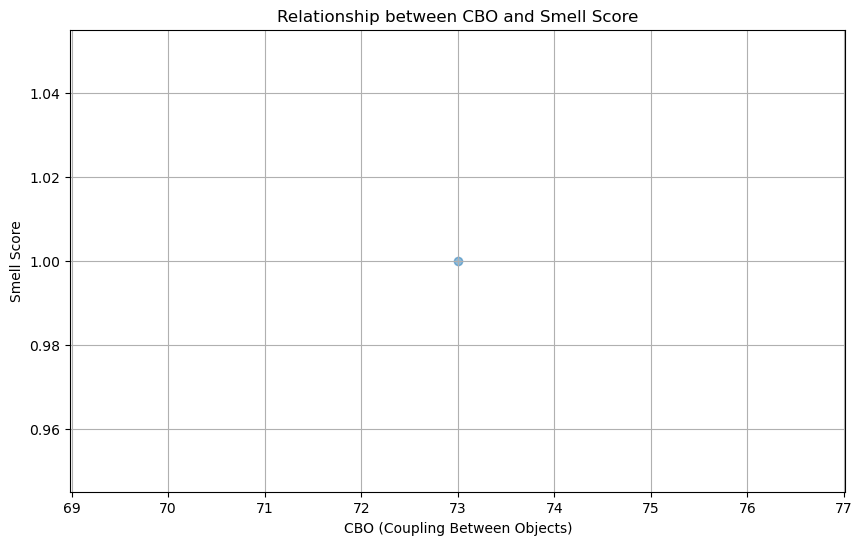 Relationship between CBO and Smell Score
Smell Score
1.04
1.02
1.00
0.98
0.96
69 70 71 72 73 74 75 76 77
CBO (Coupling Between Objects)